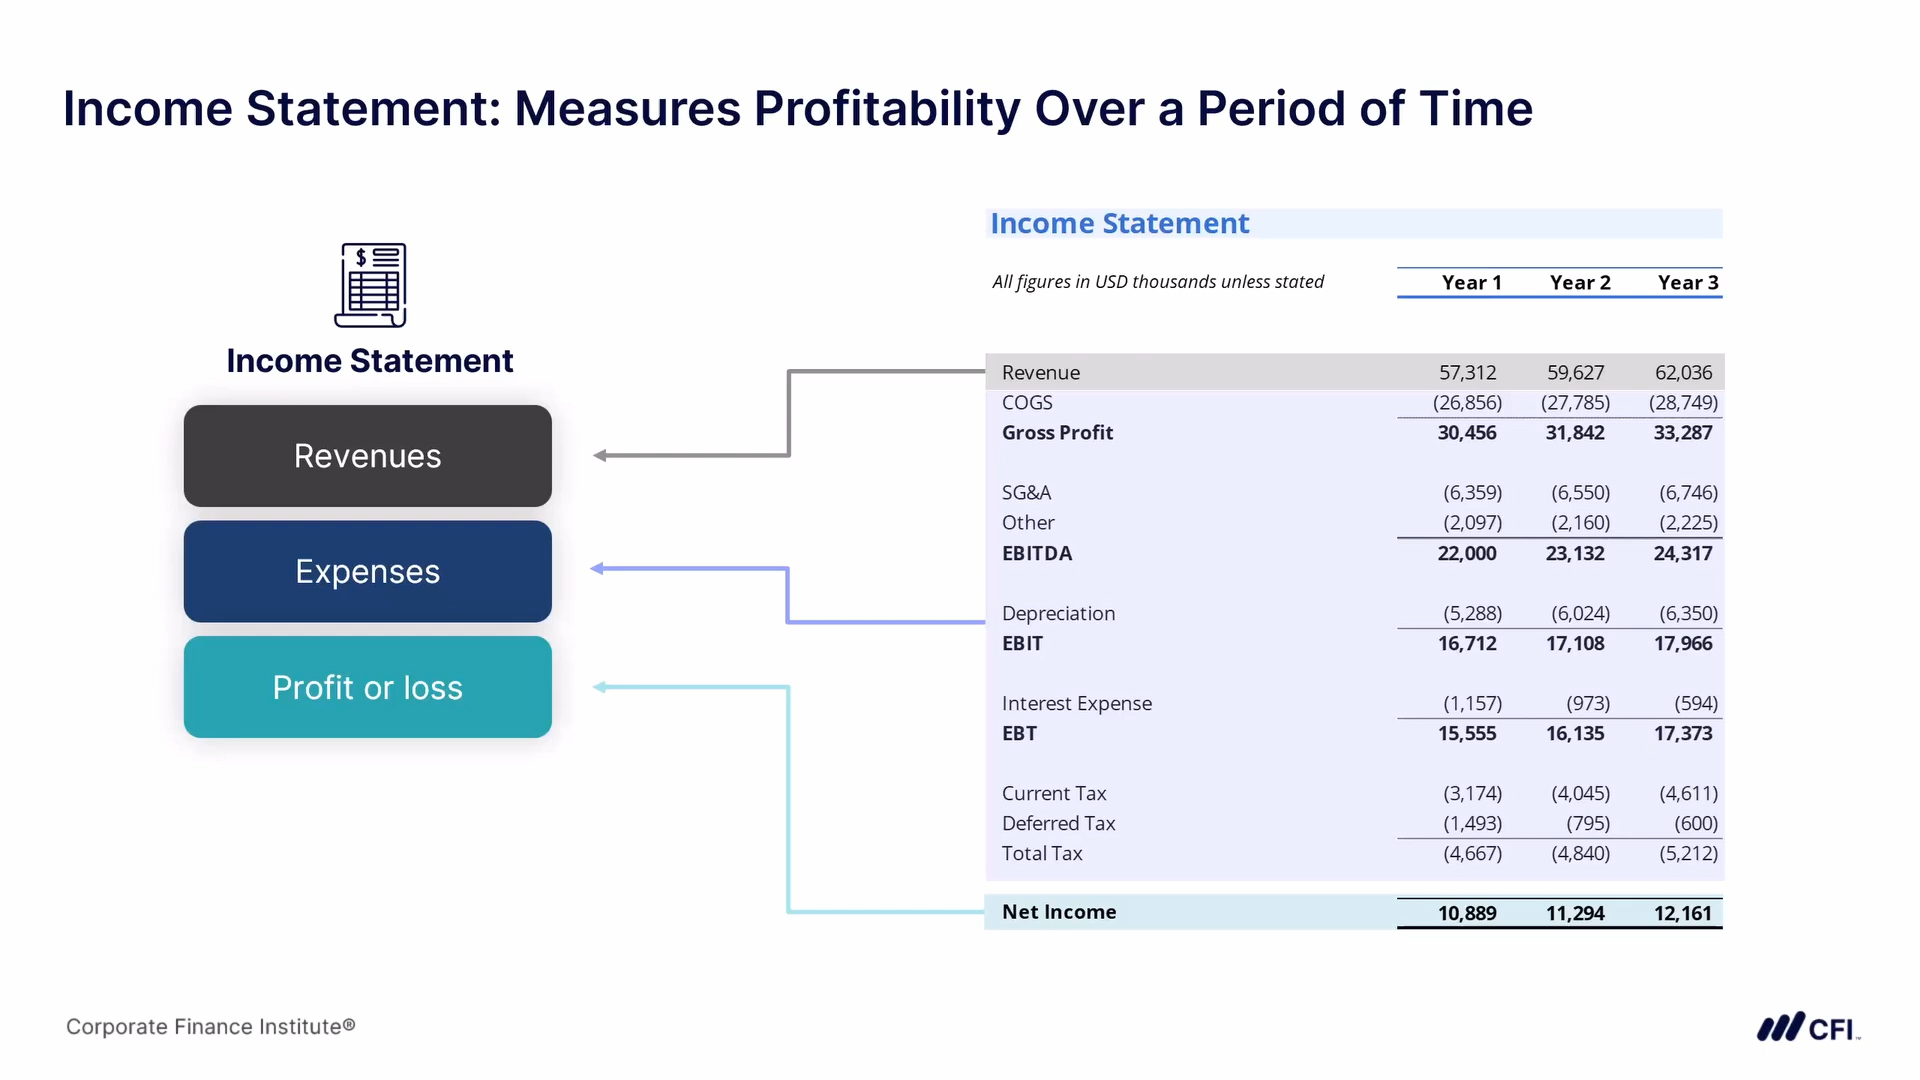 Income Statement: Measures Profitability Over a Period of Time
$
Income Statement
Revenues
Expenses
Profit or loss
Income Statement
All figures in USD thousands unless stated Year 1 Year 2 Year 3
Revenue 57,312 59,627 62,036
COGS (26,856) (27,785) (28,749)
Gross Profit 30,456 31,842 33,287
SG&A (6,359) (6,550) (6,746)
Other (2,097) (2,160) (2,225)
EBITDA 22,000 23,132 24,317
Depreciation (5,288) (6,024) (6,350)
EBIT 16,712 17,108 17,966
Interest Expense (1,157) (973) (594)
EBT 15,555 16,135 17,373
Current Tax (3,174) (4,045) (4,611)
Deferred Tax (1,493) (795) (600)
Total Tax (4,667) (4,840) (5,212)
Net Income 10,889 11,294 12,161
Corporate Finance Institute®
CFI™